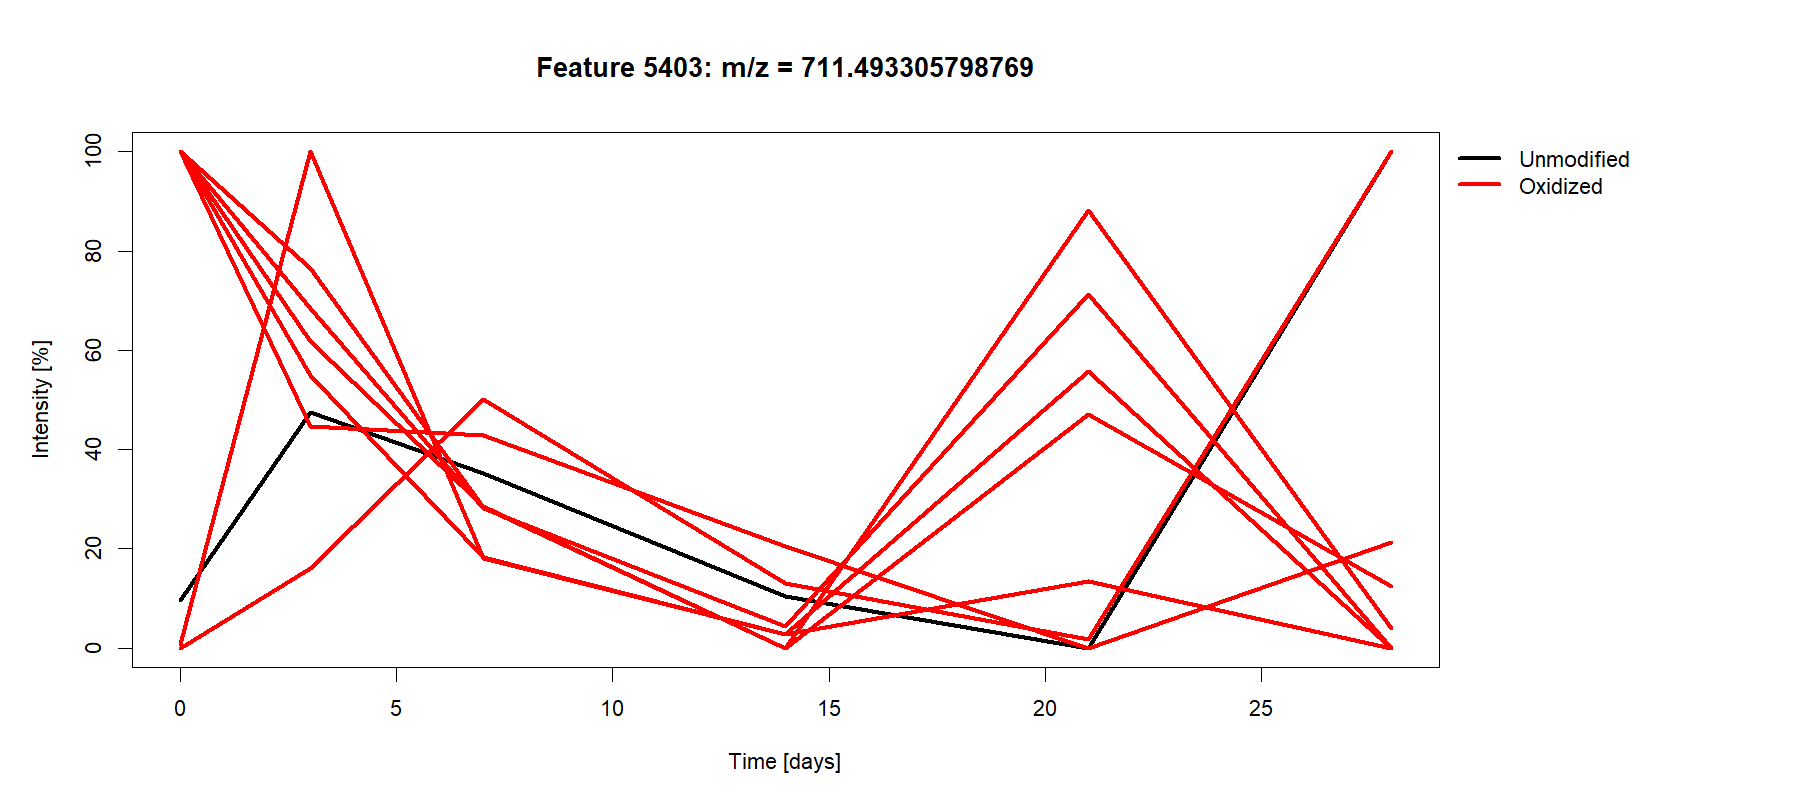 Feature 5403: m/z = 711.493305798769
Unmodified
Oxidized
Intensity [%]
100
80
60
40
20
0
0 5 10 15 20 25
Time [days]